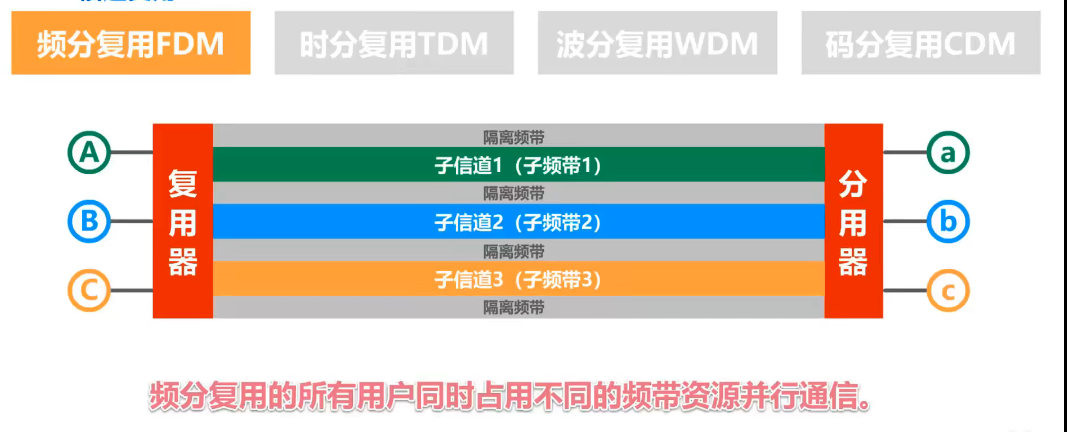 频分复用FDM
时分复用TDM
波分复用WDM
码分复用CDM
隔离频带
A
子信道1（子频带1）
a
隔离频带
复用器
分用器
B
子信道2（子频带2）
b
隔离频带
C
子信道3（子频带3）
c
隔离频带
频分复用的所有用户同时占用不同的频带资源并行通信。